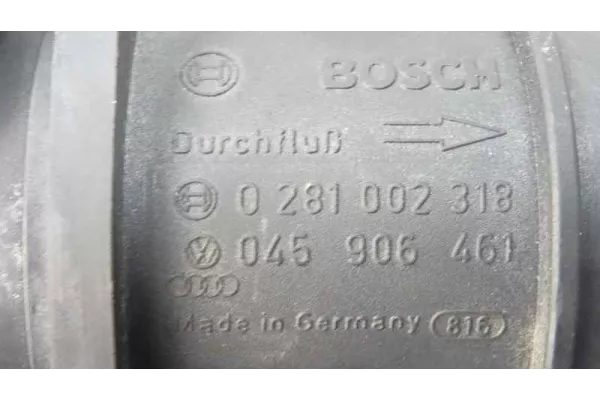 BOSCH
Durchfluß
0 281 002 318
045 906 461
Made in Germany 816